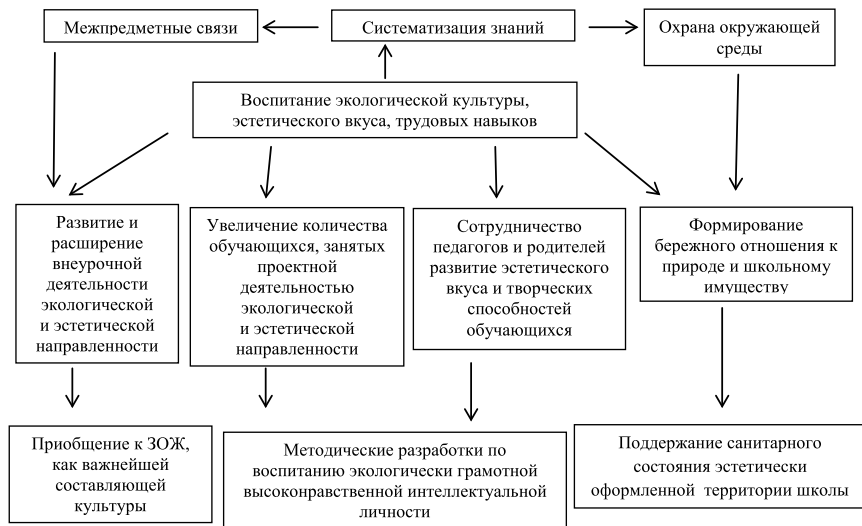 Межпредметные связи
Систематизация знаний
Охрана окружающей
среды
Воспитание экологической культуры,
эстетического вкуса, трудовых навыков
Развитие и
расширение
внеурочной
деятельности
экологической
и эстетической
направленности
Увеличение количества
обучающихся, занятых
проектной
деятельностью
экологической
и эстетической
направленности
Сотрудничество
педагогов и родителей
развитие эстетического
вкуса и творческих
способностей
обучающихся
Формирование
бережного отношения к
природе и школьному
имуществу
Приобщение к ЗОЖ,
как важнейшей
составляющей
культуры
Методические разработки по
воспитанию экологически грамотной
высоконравственной интеллектуальной
личности
Поддержание санитарного
состояния эстетически
оформленной территории школы